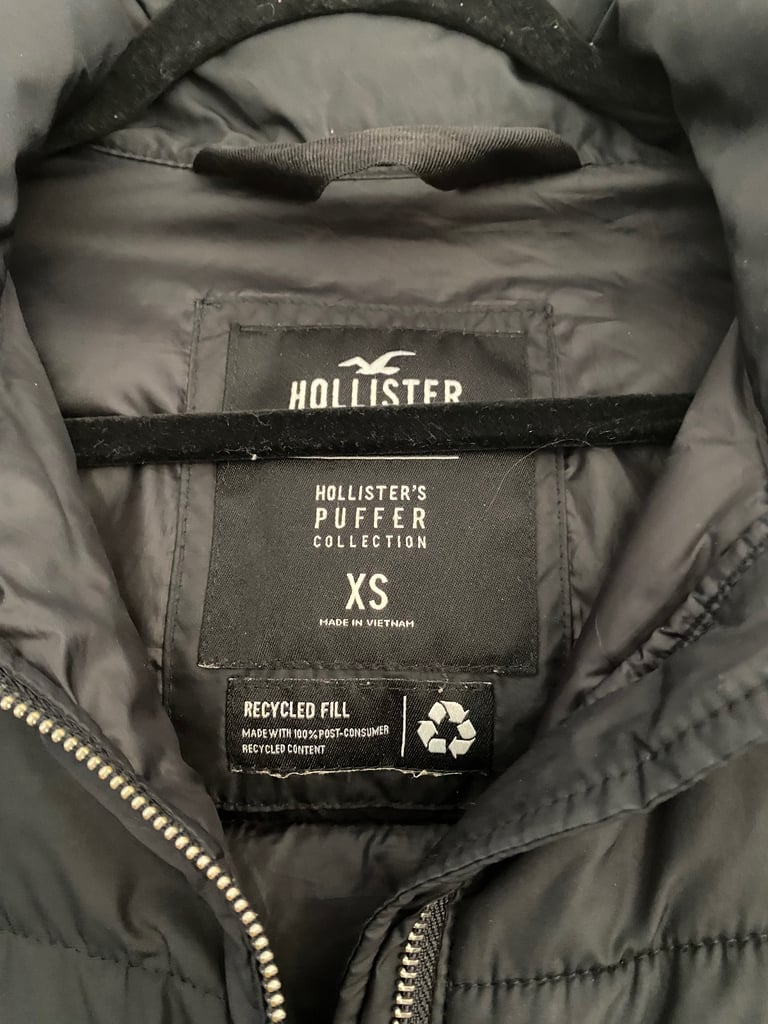 HOLLISTER
HOLLISTER'S
PUFFER
COLLECTION
XS
MADE IN VIETNAM
RECYCLED FILL
MADE WITH 100% POST-CONSUMER
RECYCLED CONTENT